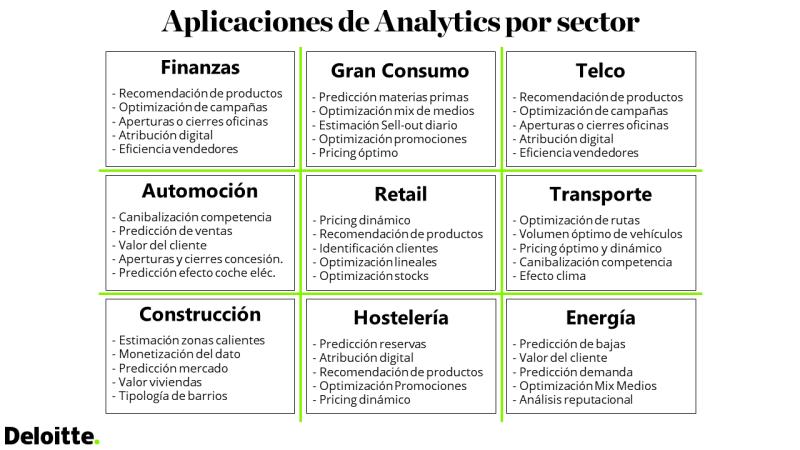 Aplicaciones de Analytics por sector
Finanzas
- Recomendación de productos
- Optimización de campañas
- Aperturas o cierres oficinas
- Atribución digital
- Eficiencia vendedores
Gran Consumo
- Predicción materias primas
- Optimización mix de medios
- Estimación Sell-out diario
- Optimización promociones
- Pricing óptimo
Telco
- Recomendación de productos
- Optimización de campañas
- Aperturas o cierres oficinas
- Atribución digital
- Eficiencia vendedores
Automoción
- Canibalización competencia
- Predicción de ventas
- Valor del cliente
- Aperturas y cierres concesión.
- Predicción efecto coche eléc.
Retail
- Pricing dinámico
- Recomendación de productos
- Identificación clientes
- Optimización lineales
- Optimización stocks
Transporte
- Optimización de rutas
- Volumen óptimo de vehículos
- Pricing óptimo y dinámico
- Canibalización competencia
- Efecto clima
Construcción
- Estimación zonas calientes
- Monetización del dato
- Predicción mercado
- Valor viviendas
- Tipología de barrios
Hostelería
- Predicción reservas
- Atribución digital
- Recomendación de productos
- Optimización Promociones
- Pricing dinámico
Energía
- Predicción de bajas
- Valor del cliente
- Predicción demanda
- Optimización Mix Medios
- Análisis reputacional
Deloitte.